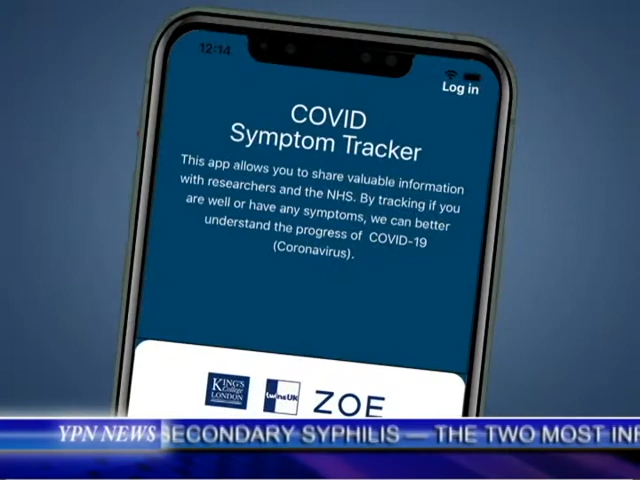 12:14
Log in
COVID
Symptom Tracker
This app allows you to share valuable information
with researchers and the NHS. By tracking if you
are well or have any symptoms, we can better
understand the progress of COVID-19
(Coronavirus).
KING'S
College
LONDON
twinsUK
ZOE
YPN NEWS
SECONDARY SYPHILIS — THE TWO MOST